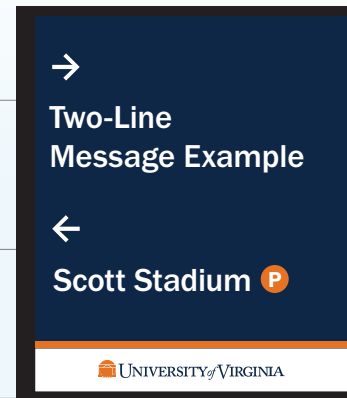 →
Two-Line
Message Example
←
Scott Stadium P
UNIVERSITY of VIRGINIA